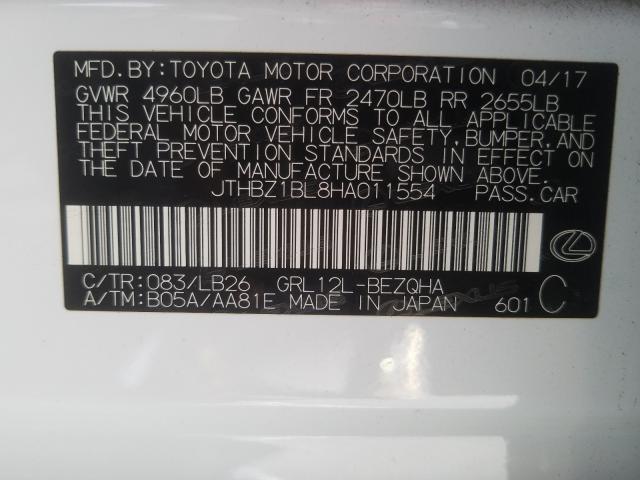 MFD.BY: TOYOTA MOTOR CORPORATION 04/17
GVWR 4960LB GAWR FR 2470LB RR 2655LB
THIS VEHICLE CONFORMS TO ALL APPLICABLE
FEDERAL MOTOR VEHICLE SAFETY, BUMPER, AND
THEFT PREVENTION STANDARDS IN EFFECT ON
THE DATE OF MANUFACTURE SHOWN ABOVE.
JTHBZ1BL8HA011554 PASS.CAR
C/TR:083/LB26 GRL12L-BEZQHA
A/TM:B05A/AA81E MADE IN JAPAN 601 C